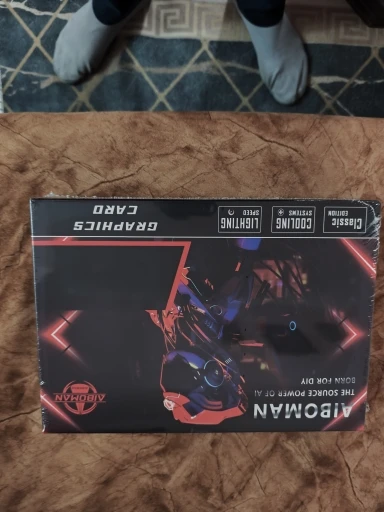 AIBOMAN
THE SOURCE POWER OF AI
BORN FOR DIY
AIBOMAN
Classic
EDITION
COOLING
SYSTEMS
LIGHTING
SPEED
GRAPHICS
CARD